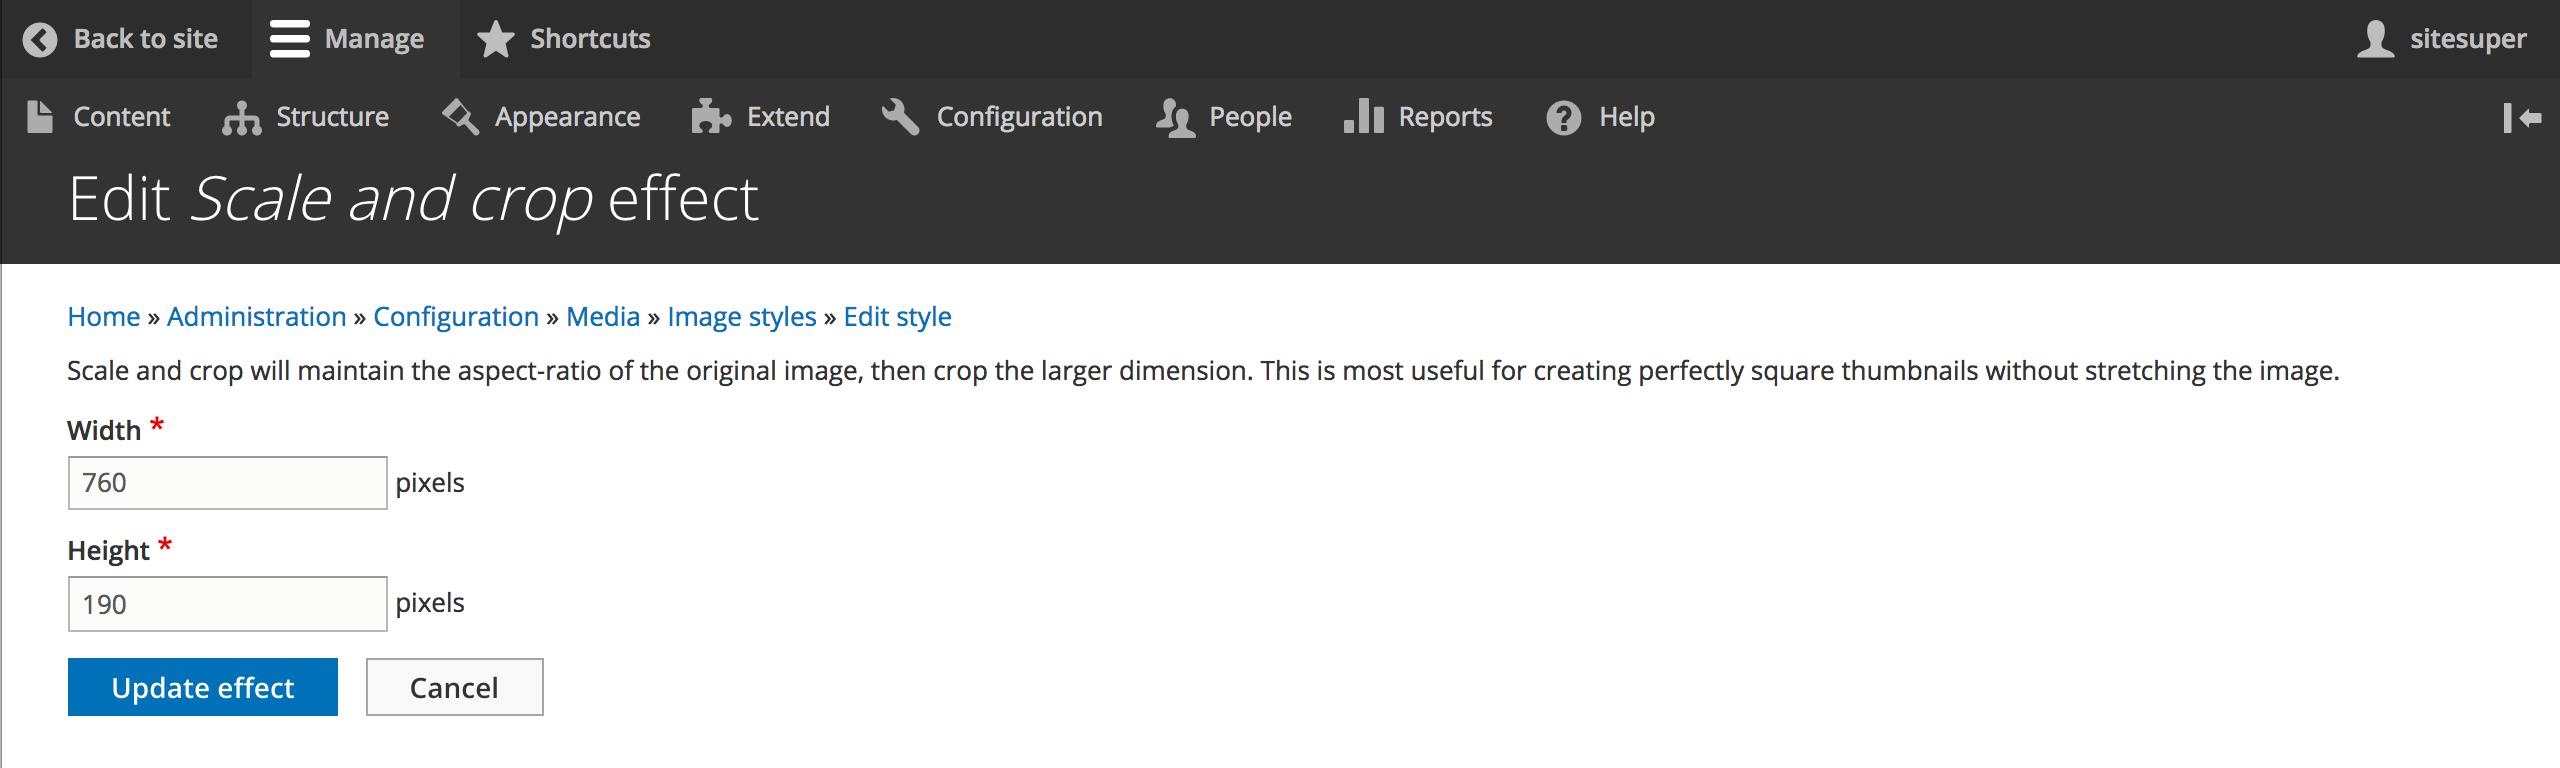 Back to site Manage Shortcuts sitesuper
Content Structure Appearance Extend Configuration People Reports Help
Edit Scale and crop effect
Home » Administration » Configuration » Media » Image styles » Edit style
Scale and crop will maintain the aspect-ratio of the original image, then crop the larger dimension. This is most useful for creating perfectly square thumbnails without stretching the image.
Width *
760 pixels
Height *
190 pixels
Update effect Cancel